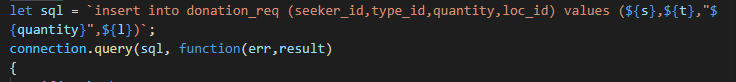 let sql = `insert into donation_req (seeker_id,type_id,quantity,loc_id) values (${s},${t},"$
{quantity}",${l})`;
connection.query(sql, function(err,result)
{